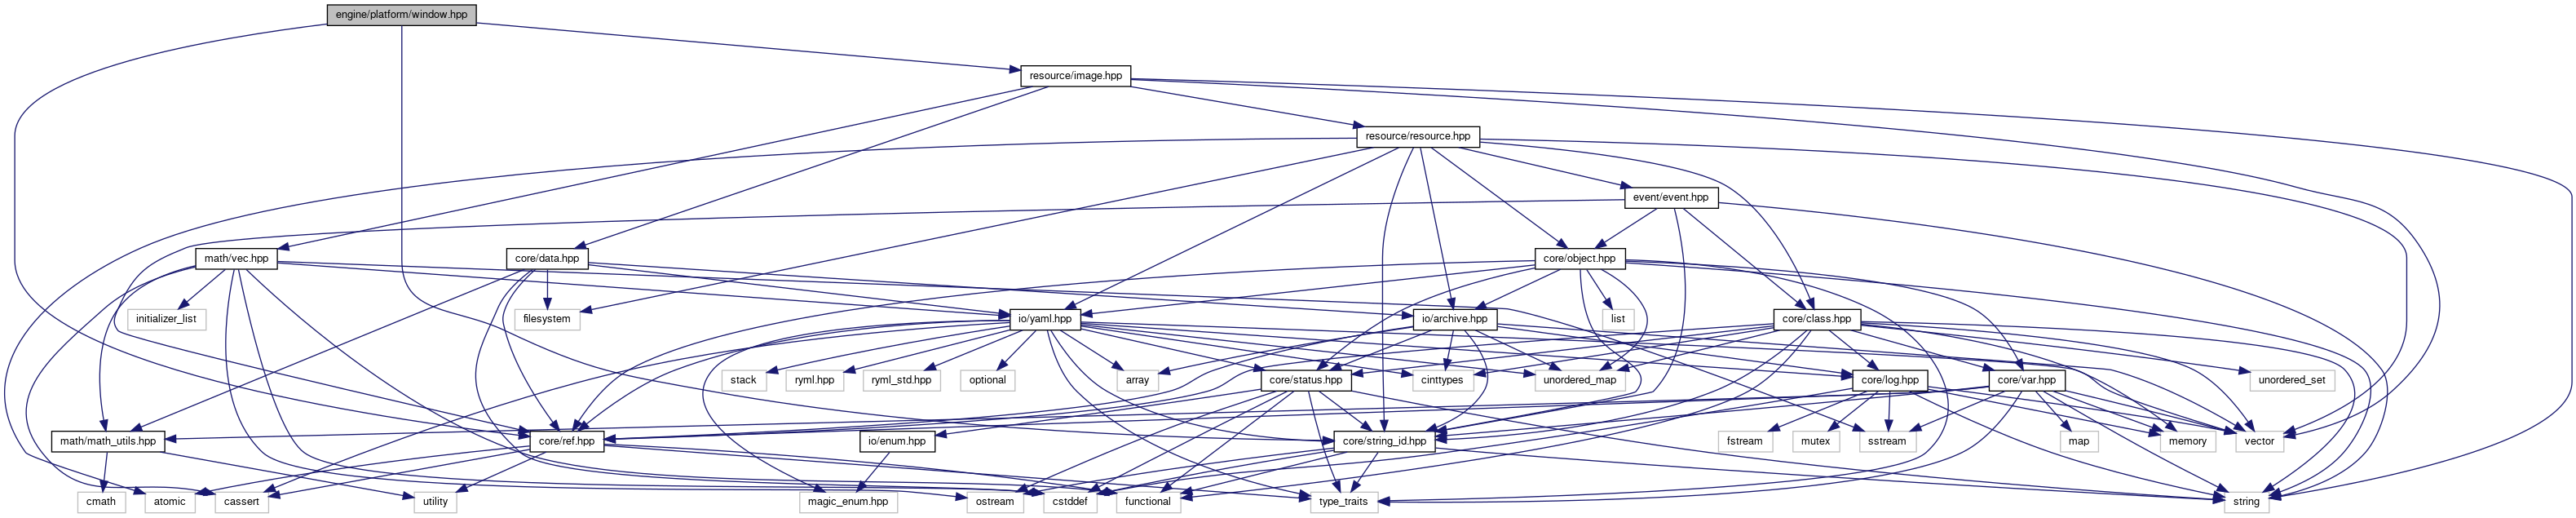 engine/platform/window.hpp
resource/image.hpp
resource/resource.hpp
event/event.hpp
math/vec.hpp
core/data.hpp
core/object.hpp
initializer_list
filesystem
io/yaml.hpp
io/archive.hpp
list
core/class.hpp
stack
ryml.hpp
ryml_std.hpp
optional
array
core/status.hpp
cinttypes
unordered_map
core/log.hpp
core/var.hpp
unordered_set
math/math_utils.hpp
core/ref.hpp
io/enum.hpp
core/string_id.hpp
fstream
mutex
sstream
map
memory
vector
cmath
atomic
cassert
utility
magic_enum.hpp
ostream
cstddef
functional
type_traits
string